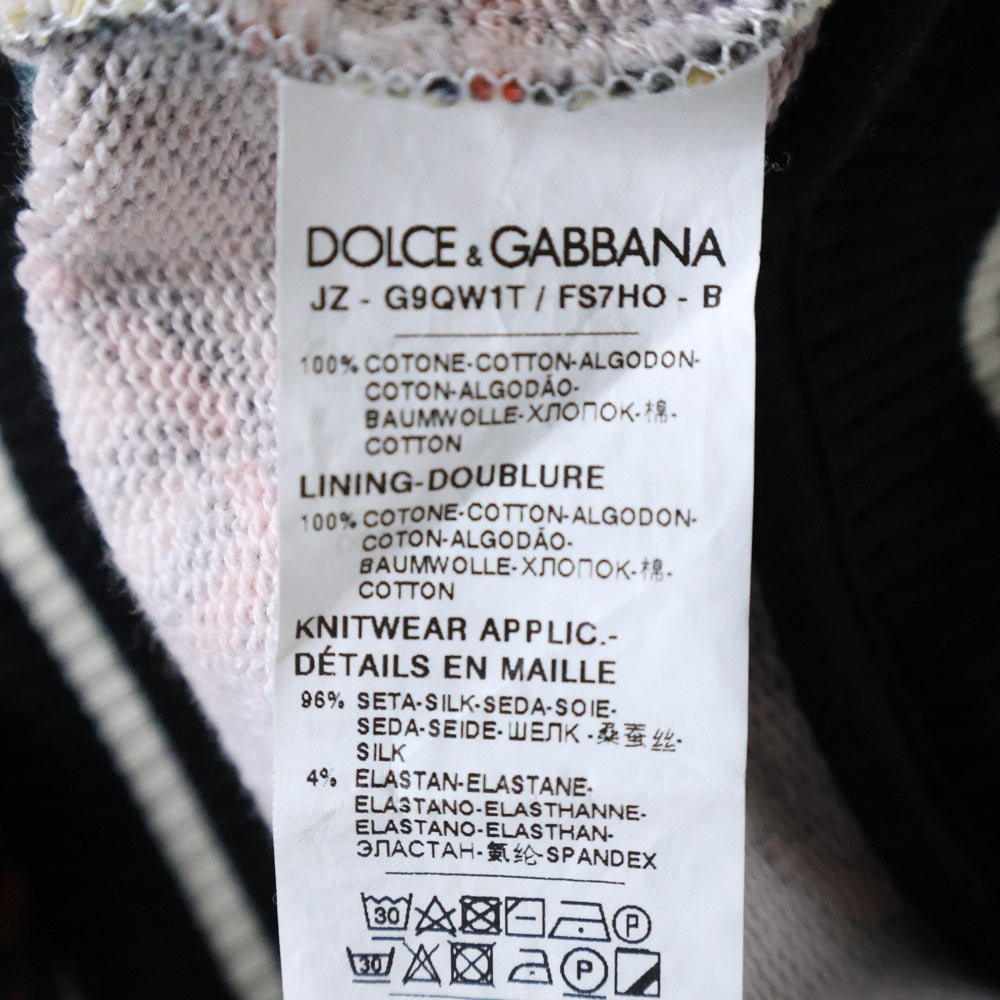 DOLCE & GABBANA
JZ - G9QW1T / FS7HO - B
100% COTONE-COTTON-ALGODON-
COTON-ALGODÃO-
BAUMWOLLE-ХЛОПОК-棉-
COTTON
LINING-DOUBLURE
100% COTONE-COTTON-ALGODON-
COTON-ALGODÃO-
BAUMWOLLE-ХЛОПОК-棉-
COTTON
KNITWEAR APPLIC.-
DÉTAILS EN MAILLE
96% SETA-SILK-SEDA-SOIE-
SEDA-SEIDE-ШЕЛК-桑蚕丝-
SILK
4% ELASTAN-ELASTANE-
ELASTANO-ELASTHANNE-
ELASTANO-ELASTHAN-
ЭЛАСТАН-氨纶-SPANDEX
30 P
30 P